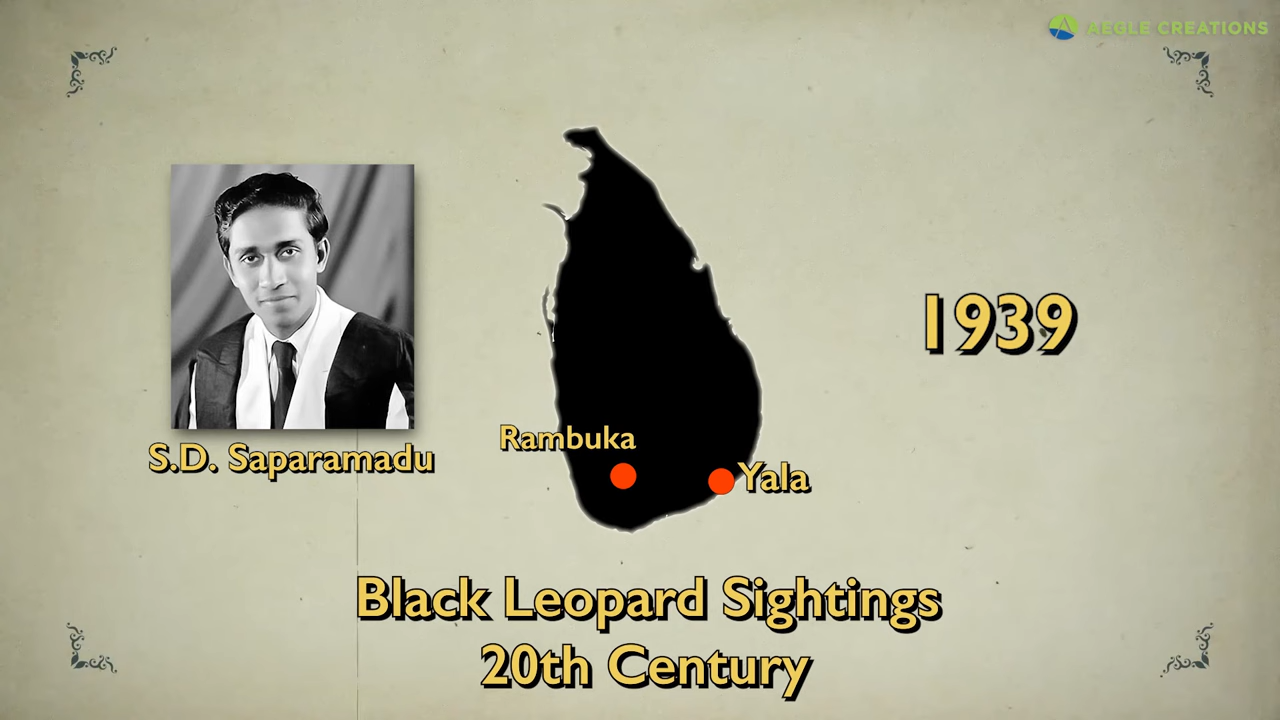 AEGLE CREATIONS
1939
Rambuka
S.D. Saparamadu
Yala
Black Leopard Sightings
20th Century